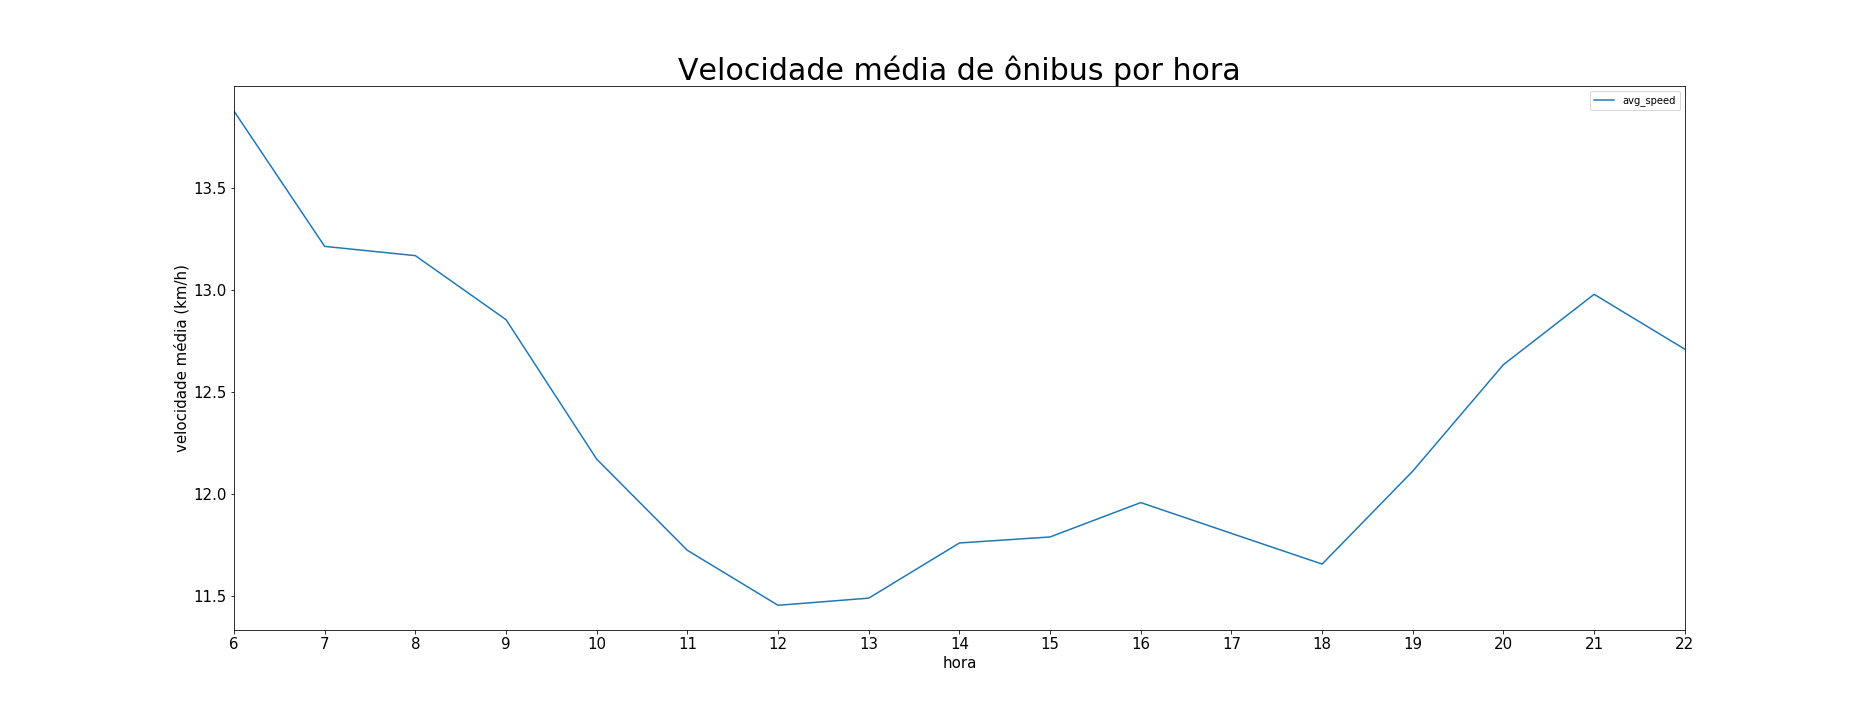 Velocidade média de ônibus por hora
avg_speed
velocidade média (km/h)
13.5
13.0
12.5
12.0
11.5
6 7 8 9 10 11 12 13 14 15 16 17 18 19 20 21 22
hora